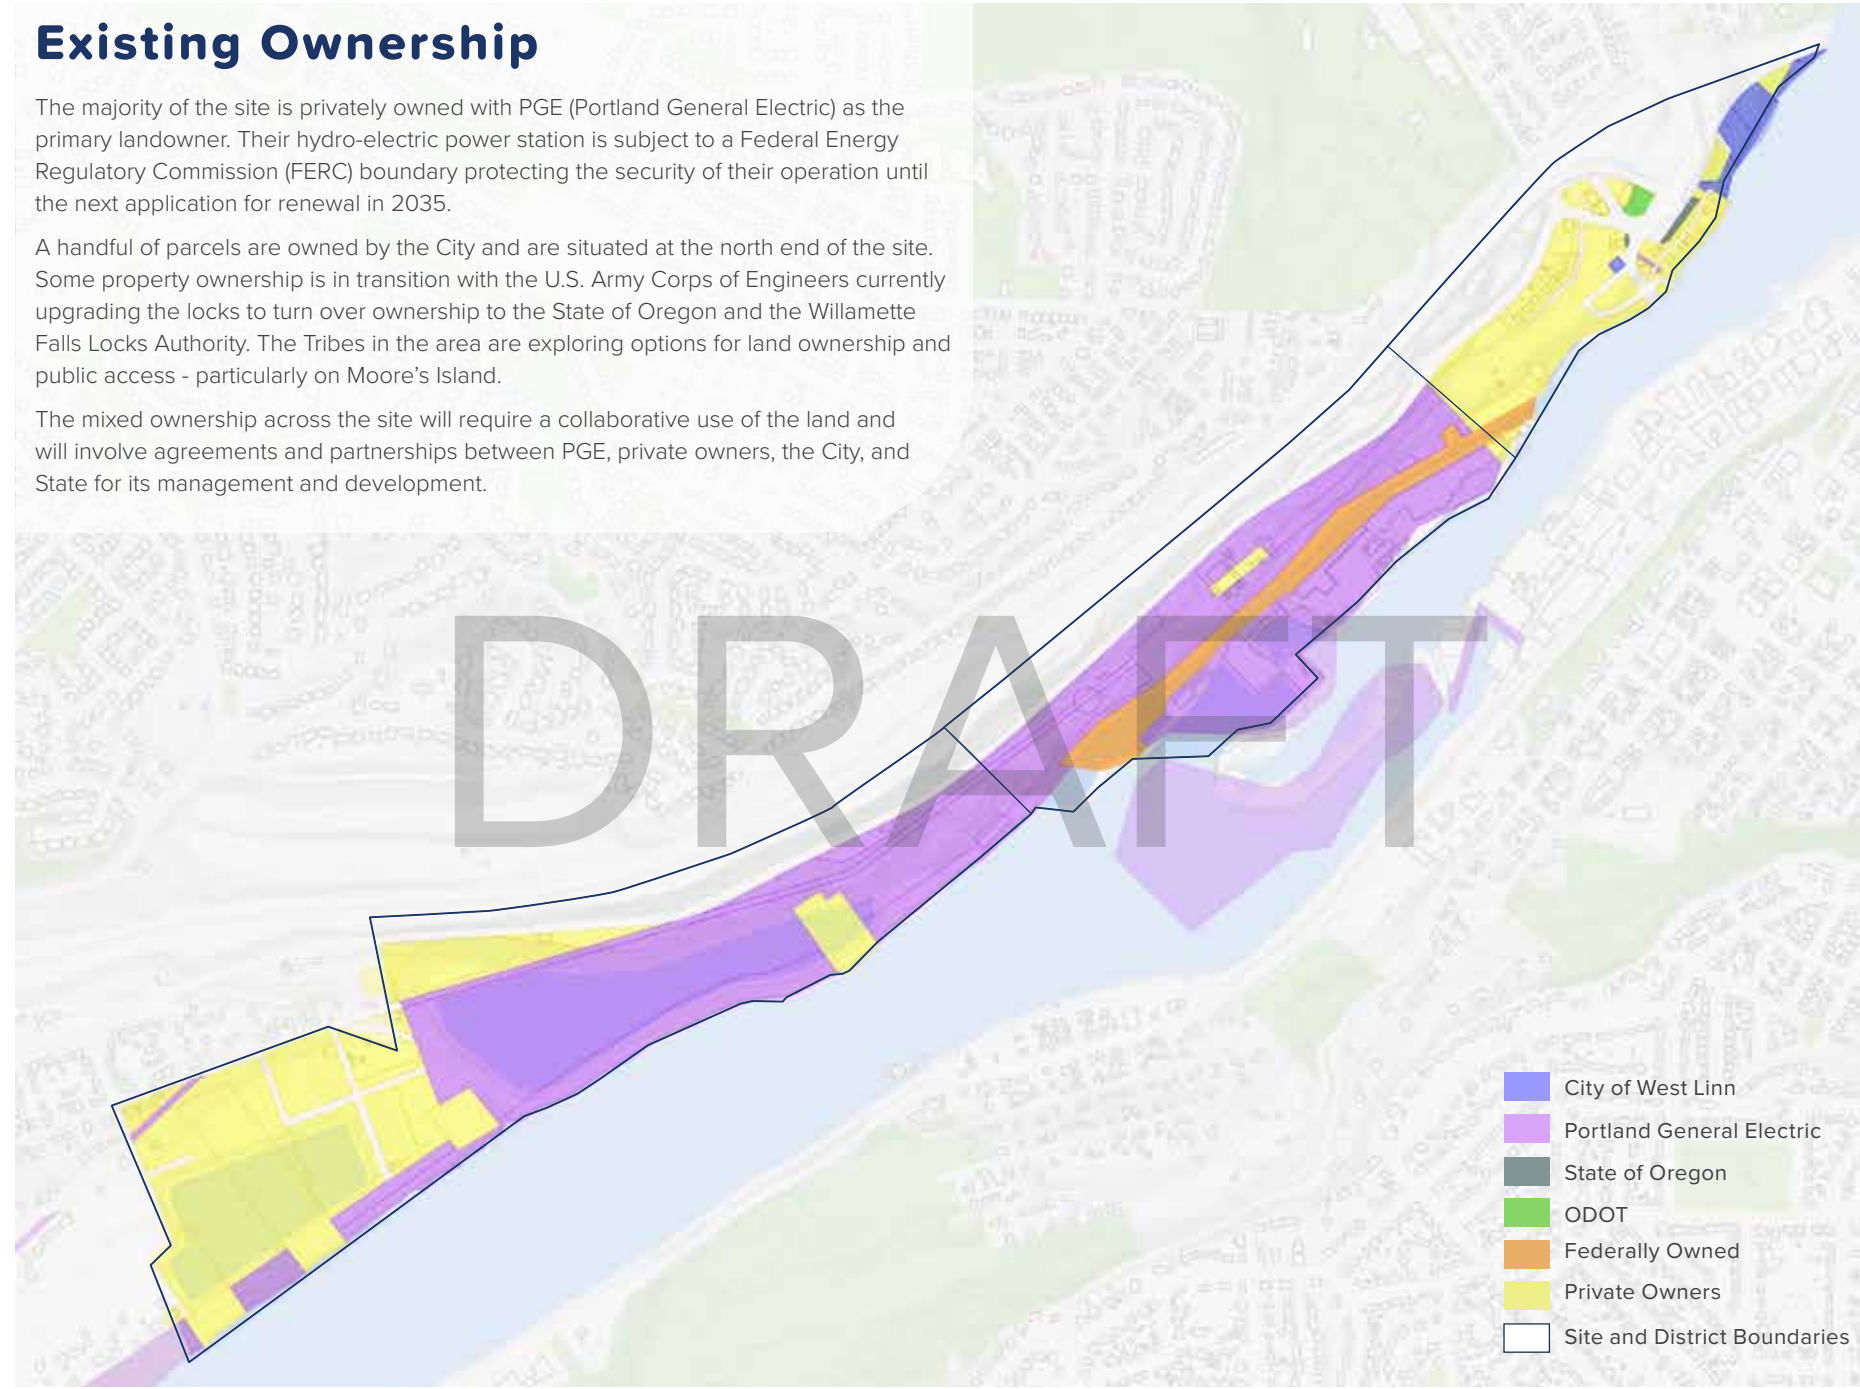 Existing Ownership
The majority of the site is privately owned with PGE (Portland General Electric) as the
primary landowner. Their hydro-electric power station is subject to a Federal Energy
Regulatory Commission (FERC) boundary protecting the security of their operation until
the next application for renewal in 2035.
A handful of parcels are owned by the City and are situated at the north end of the site.
Some property ownership is in transition with the U.S. Army Corps of Engineers currently
upgrading the locks to turn over ownership to the State of Oregon and the Willamette
Falls Locks Authority. The Tribes in the area are exploring options for land ownership and
public access - particularly on Moore's Island.
The mixed ownership across the site will require a collaborative use of the land and
will involve agreements and partnerships between PGE, private owners, the City, and
State for its management and development.
DRAFT
City of West Linn
Portland General Electric
State of Oregon
ODOT
Federally Owned
Private Owners
Site and District Boundaries